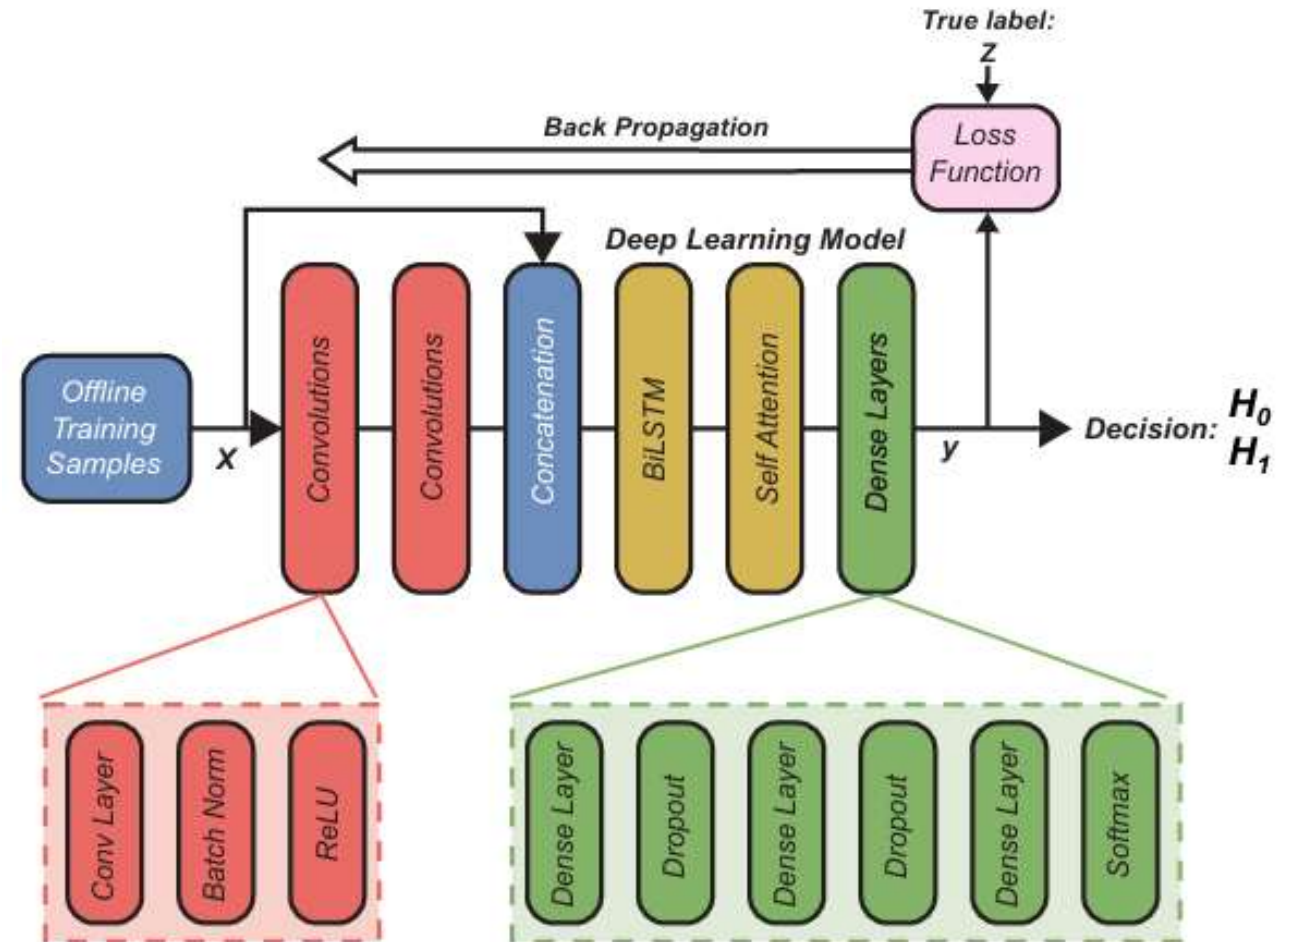 True label:
z
Loss
Function
Back Propagation
Deep Learning Model
Offline
Training
Samples
x
Convolutions
Convolutions
Concatenation
BiLSTM
Self Attention
Dense Layers
y
Decision:
H0
H1
Conv Layer
Batch Norm
ReLU
Dense Layer
Dropout
Dense Layer
Dropout
Dense Layer
Softmax